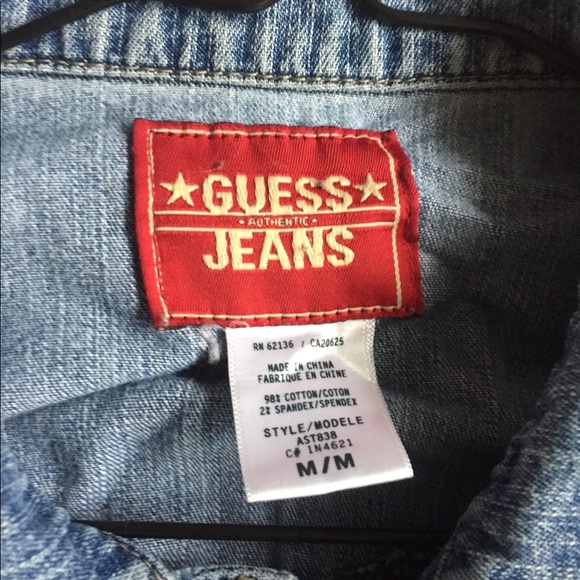 ★GUESS★
- AUTHENTIC -
JEANS
RN 62136 / CA20625
MADE IN CHINA
FABRIQUE EN CHINE
98% COTTON/COTON
2% SPANDEX/SPENDEX
STYLE/MODELE
AST838
C# IN4621
M/M